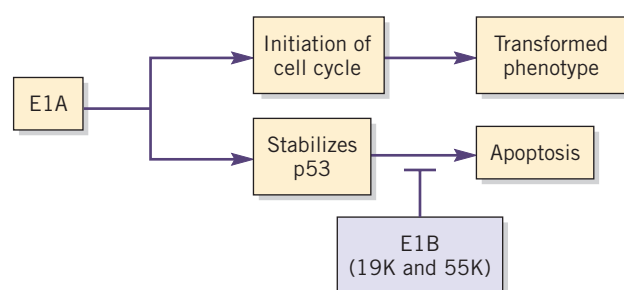 Initiation of
cell cycle
Transformed
phenotype
E1A
Stabilizes
p53
Apoptosis
E1B
(19K and 55K)